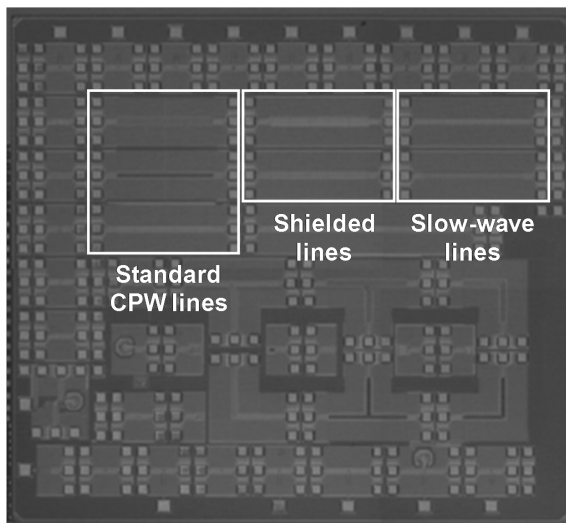 Shielded
lines
Slow-wave
lines
Standard
CPW lines